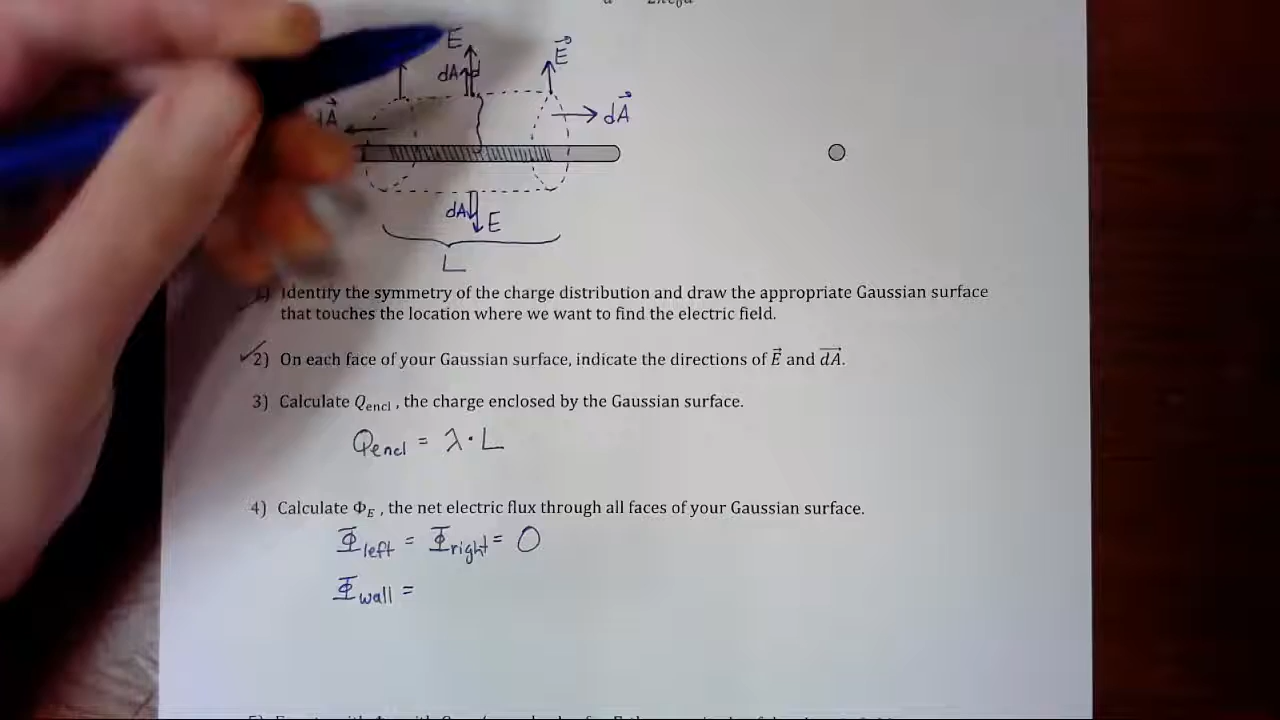 E
E⃗
dA d
dA⃗
dA⃗
dA E
L
Identify the symmetry of the charge distribution and draw the appropriate Gaussian surface
that touches the location where we want to find the electric field.
✓2) On each face of your Gaussian surface, indicate the directions of E⃗ and dA⃗.
3) Calculate Qencl , the charge enclosed by the Gaussian surface.
Qencl = λ · L
4) Calculate ΦE , the net electric flux through all faces of your Gaussian surface.
Φleft = Φright = 0
Φwall =